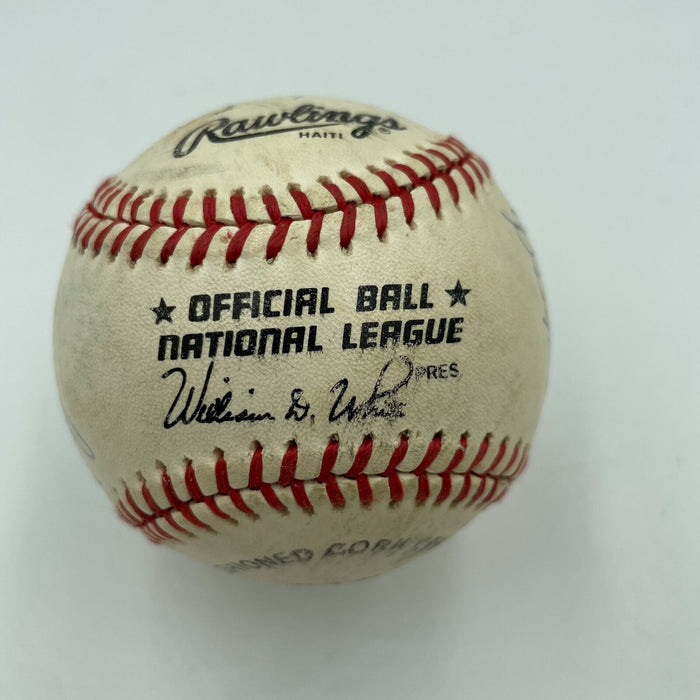 Rawlings®
HAITI
★ OFFICIAL BALL ★
NATIONAL LEAGUE
William D. White PRES.